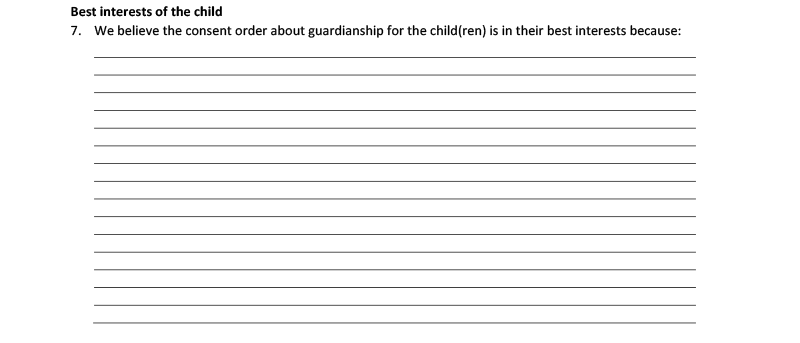 Best interests of the child
7. We believe the consent order about guardianship for the child(ren) is in their best interests because: